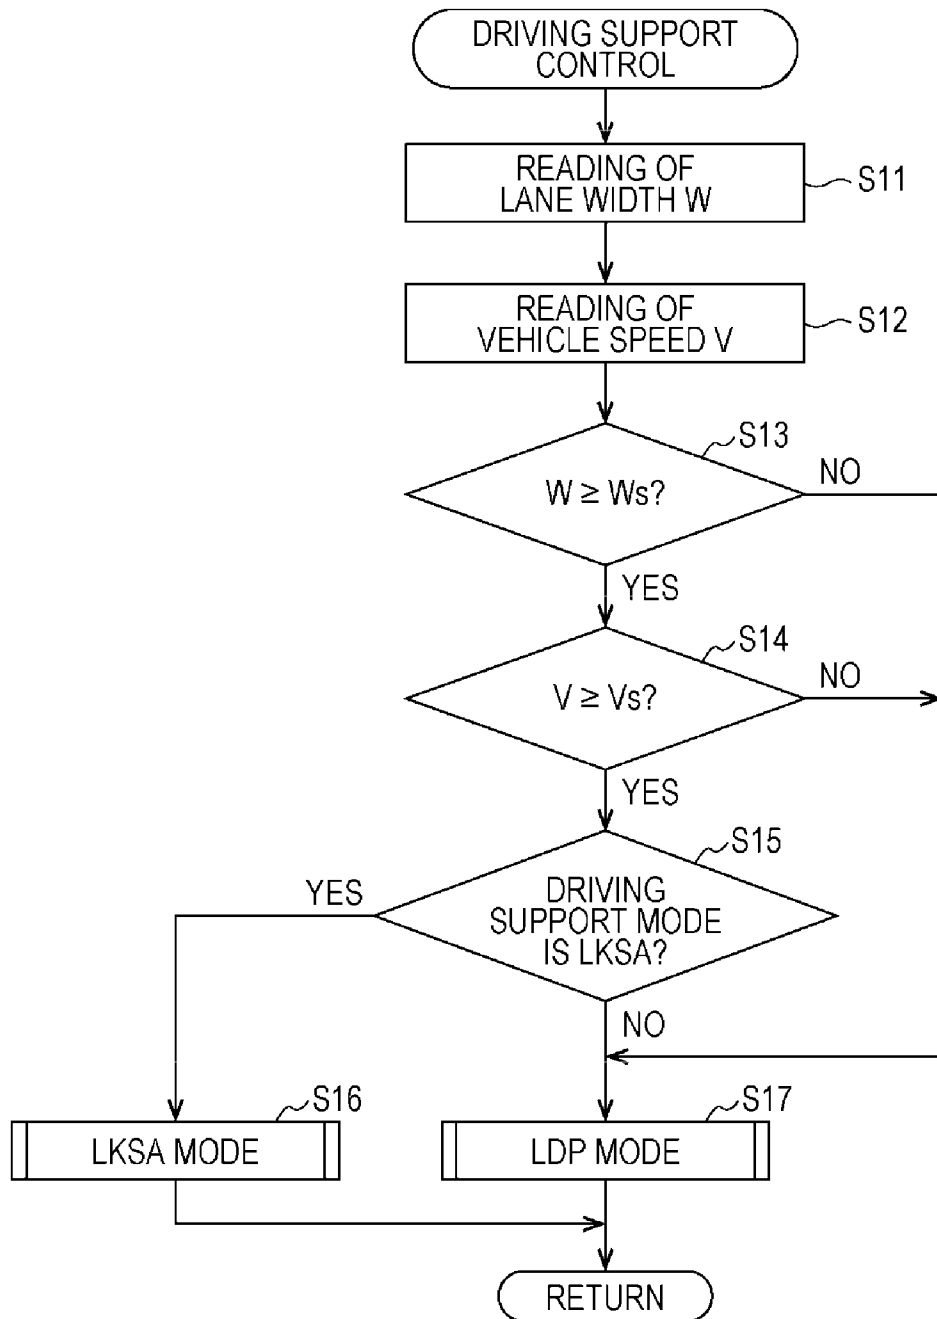 DRIVING SUPPORT
CONTROL
READING OF
LANE WIDTH W
S11
READING OF
VEHICLE SPEED V
S12
S13
W ≥ Ws?
NO
YES
S14
V ≥ Vs?
NO
YES
S15
YES
DRIVING
SUPPORT MODE
IS LKSA?
NO
S16
LKSA MODE
S17
LDP MODE
RETURN